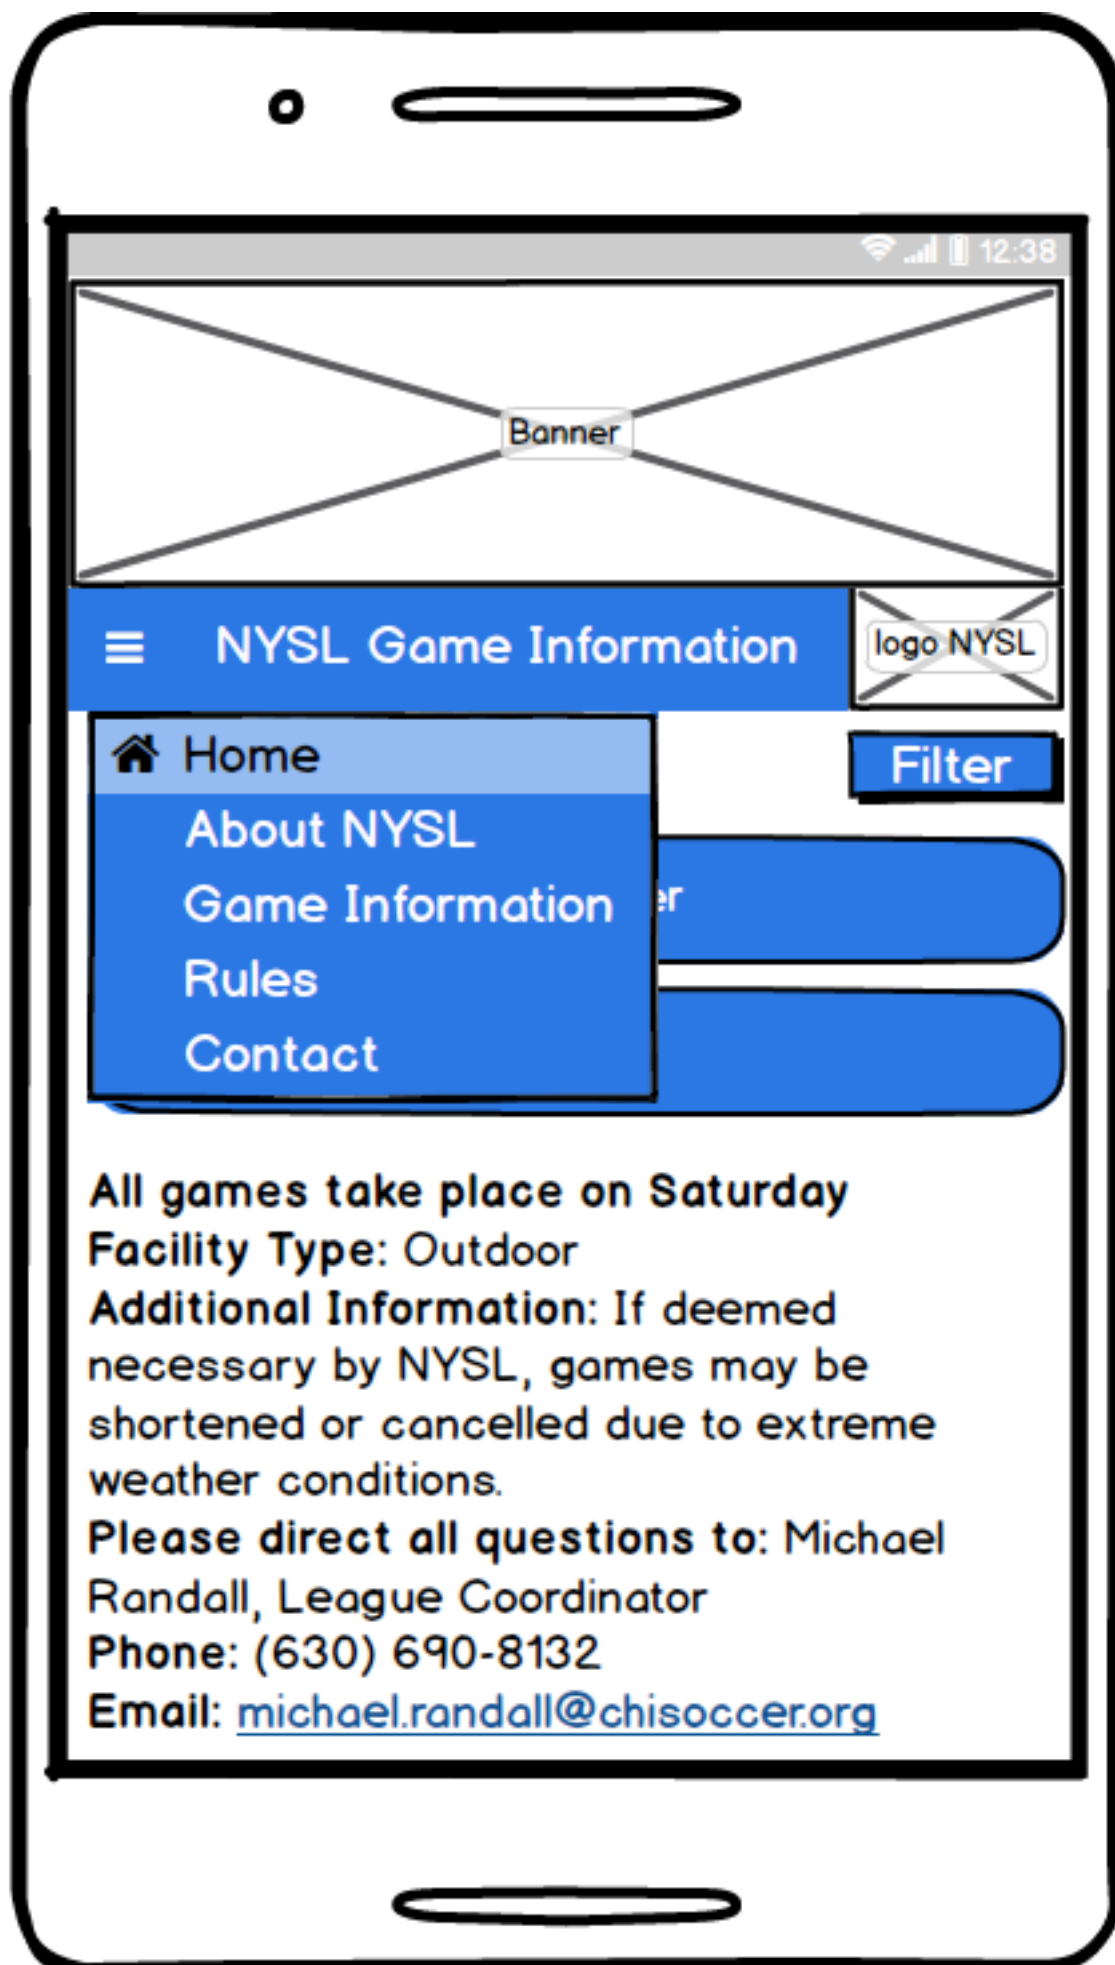 12:38
Banner
NYSL Game Information
logo NYSL
Home
Filter
About NYSL
Game Information
er
Rules
Contact
All games take place on Saturday
Facility Type: Outdoor
Additional Information: If deemed
necessary by NYSL, games may be
shortened or cancelled due to extreme
weather conditions.
Please direct all questions to: Michael
Randall, League Coordinator
Phone: (630) 690-8132
Email: michael.randall@chisoccer.org